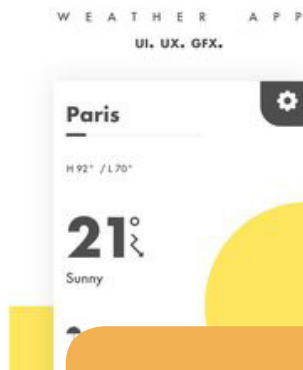 WEATHER APP
UI. UX. GFX.
Paris
H 92° / L 70°
21°
Sunny